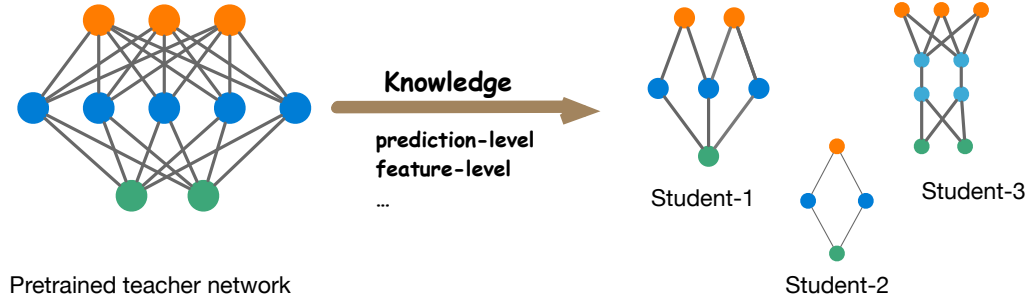 Knowledge
prediction-level
feature-level
...
Pretrained teacher network
Student-1
Student-2
Student-3